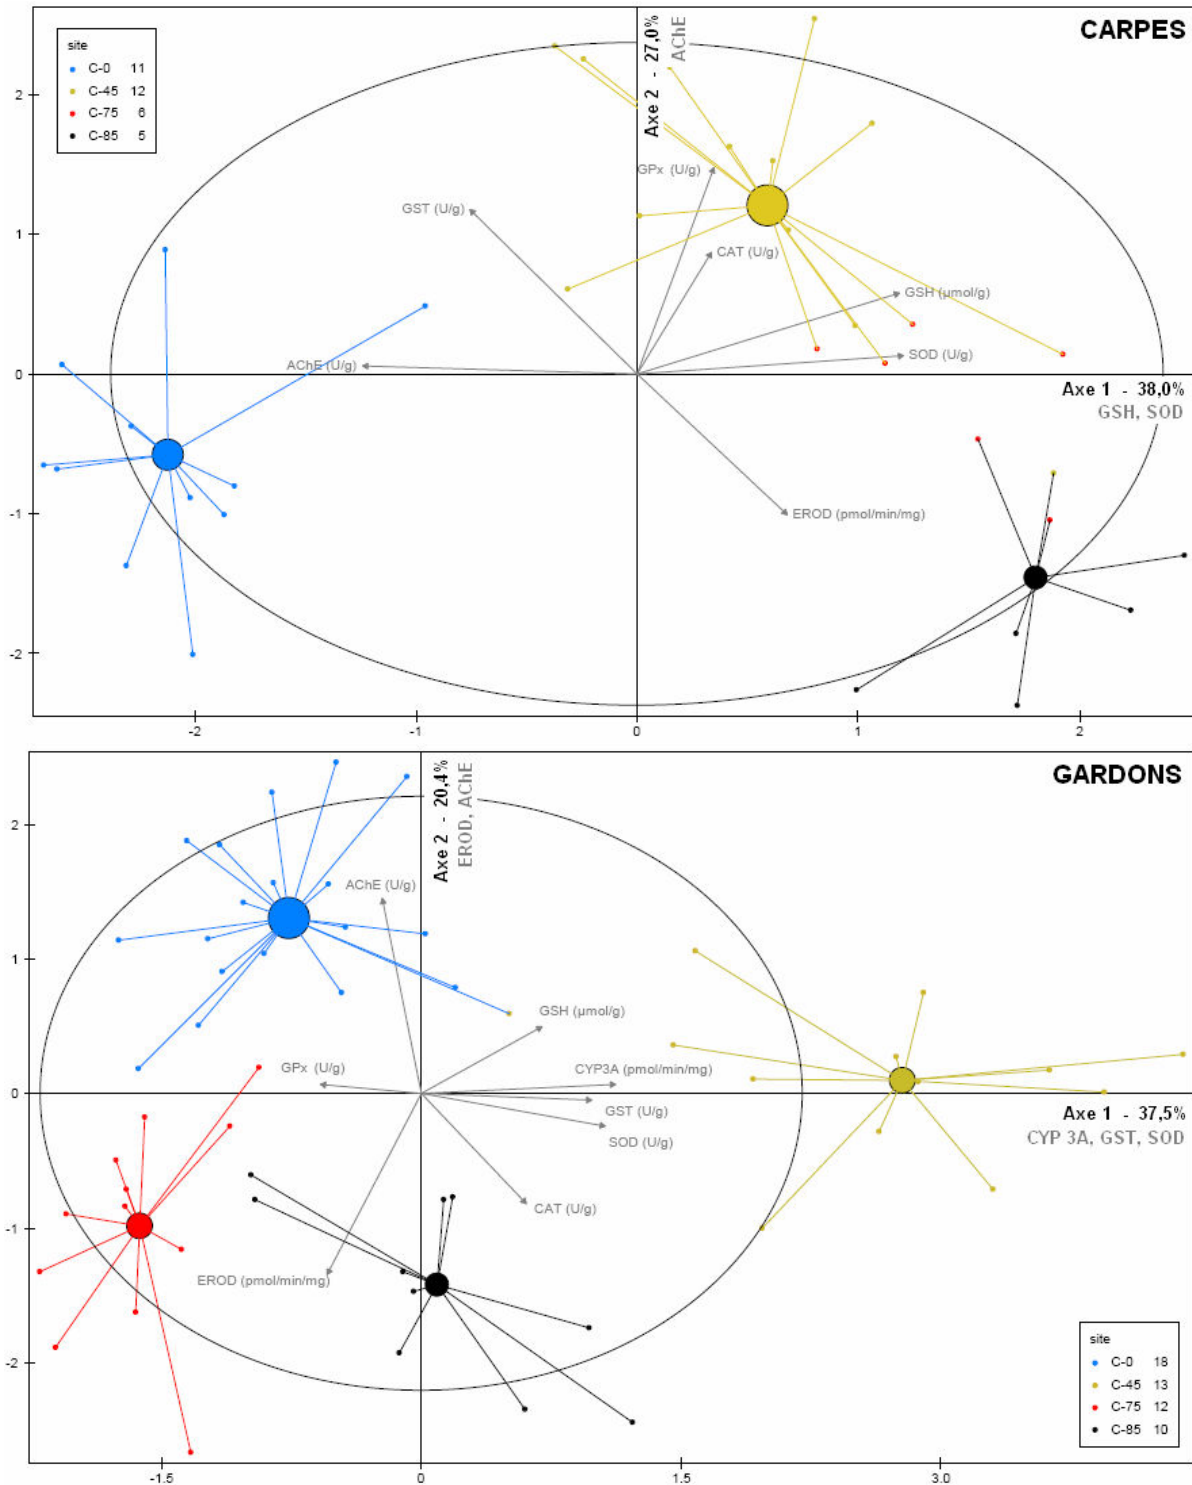 CARPES
site
C-0 11
C-45 12
C-75 6
C-85 5
Axe 2 - 27,0%
AChE
2
1
0
-1
-2
GPx (U/g)
GST (U/g)
CAT (U/g)
GSH (µmol/g)
SOD (U/g)
AChE (U/g)
Axe 1 - 38,0%
GSH, SOD
EROD (pmol/min/mg)
-2
-1
0
1
2
GARDONS
Axe 2 - 20,4%
EROD, AChE
2
1
0
-1
-2
AChE (U/g)
GSH (µmol/g)
GPx (U/g)
CYP3A (pmol/min/mg)
GST (U/g)
SOD (U/g)
Axe 1 - 37,5%
CYP 3A, GST, SOD
CAT (U/g)
EROD (pmol/min/mg)
site
C-0 18
C-45 13
C-75 12
C-85 10
-1.5
0
1.5
3.0